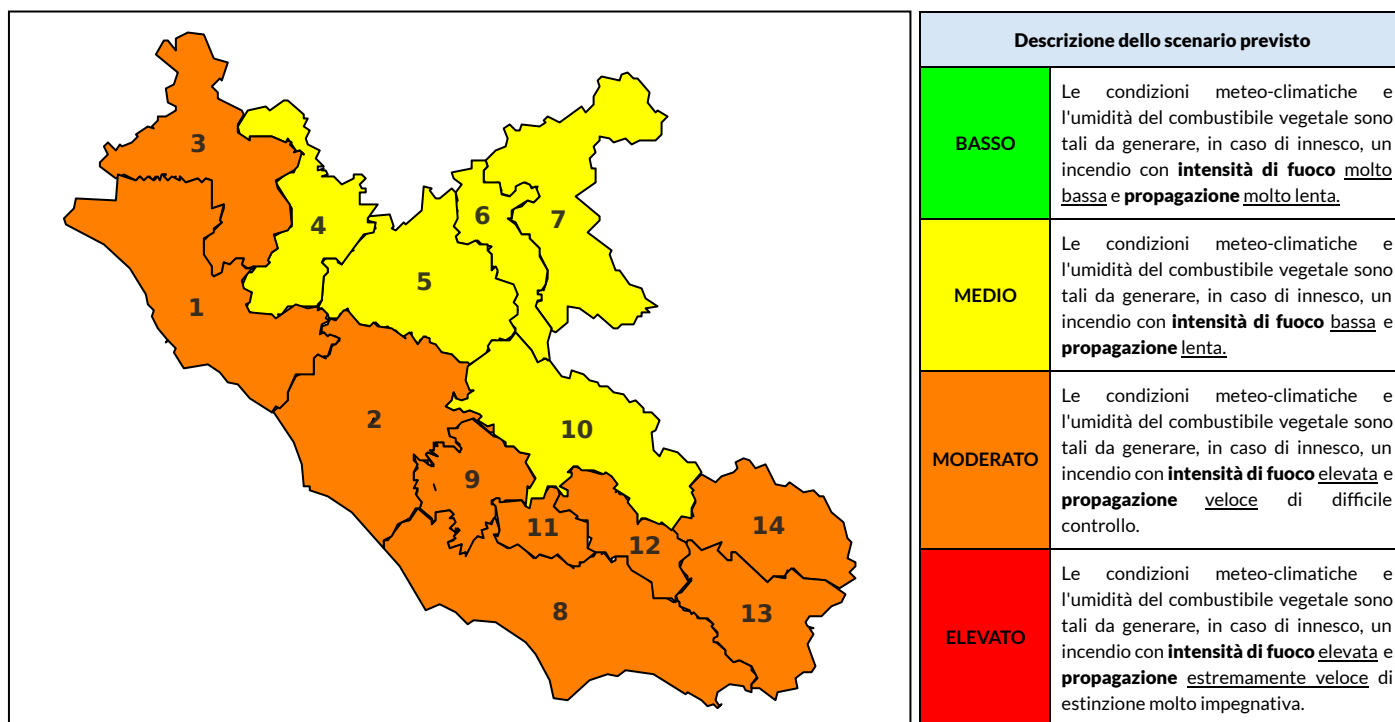 3
4
6
7
5
1
2
10
9
11
12
14
8
13
Descrizione dello scenario previsto
BASSO
Le condizioni meteo-climatiche e
l'umidità del combustibile vegetale sono
tali da generare, in caso di innesco, un
incendio con intensità di fuoco molto
bassa e propagazione molto lenta.
MEDIO
Le condizioni meteo-climatiche e
l'umidità del combustibile vegetale sono
tali da generare, in caso di innesco, un
incendio con intensità di fuoco bassa e
propagazione lenta.
MODERATO
Le condizioni meteo-climatiche e
l'umidità del combustibile vegetale sono
tali da generare, in caso di innesco, un
incendio con intensità di fuoco elevata e
propagazione veloce di difficile
controllo.
ELEVATO
Le condizioni meteo-climatiche e
l'umidità del combustibile vegetale sono
tali da generare, in caso di innesco, un
incendio con intensità di fuoco elevata e
propagazione estremamente veloce di
estinzione molto impegnativa.